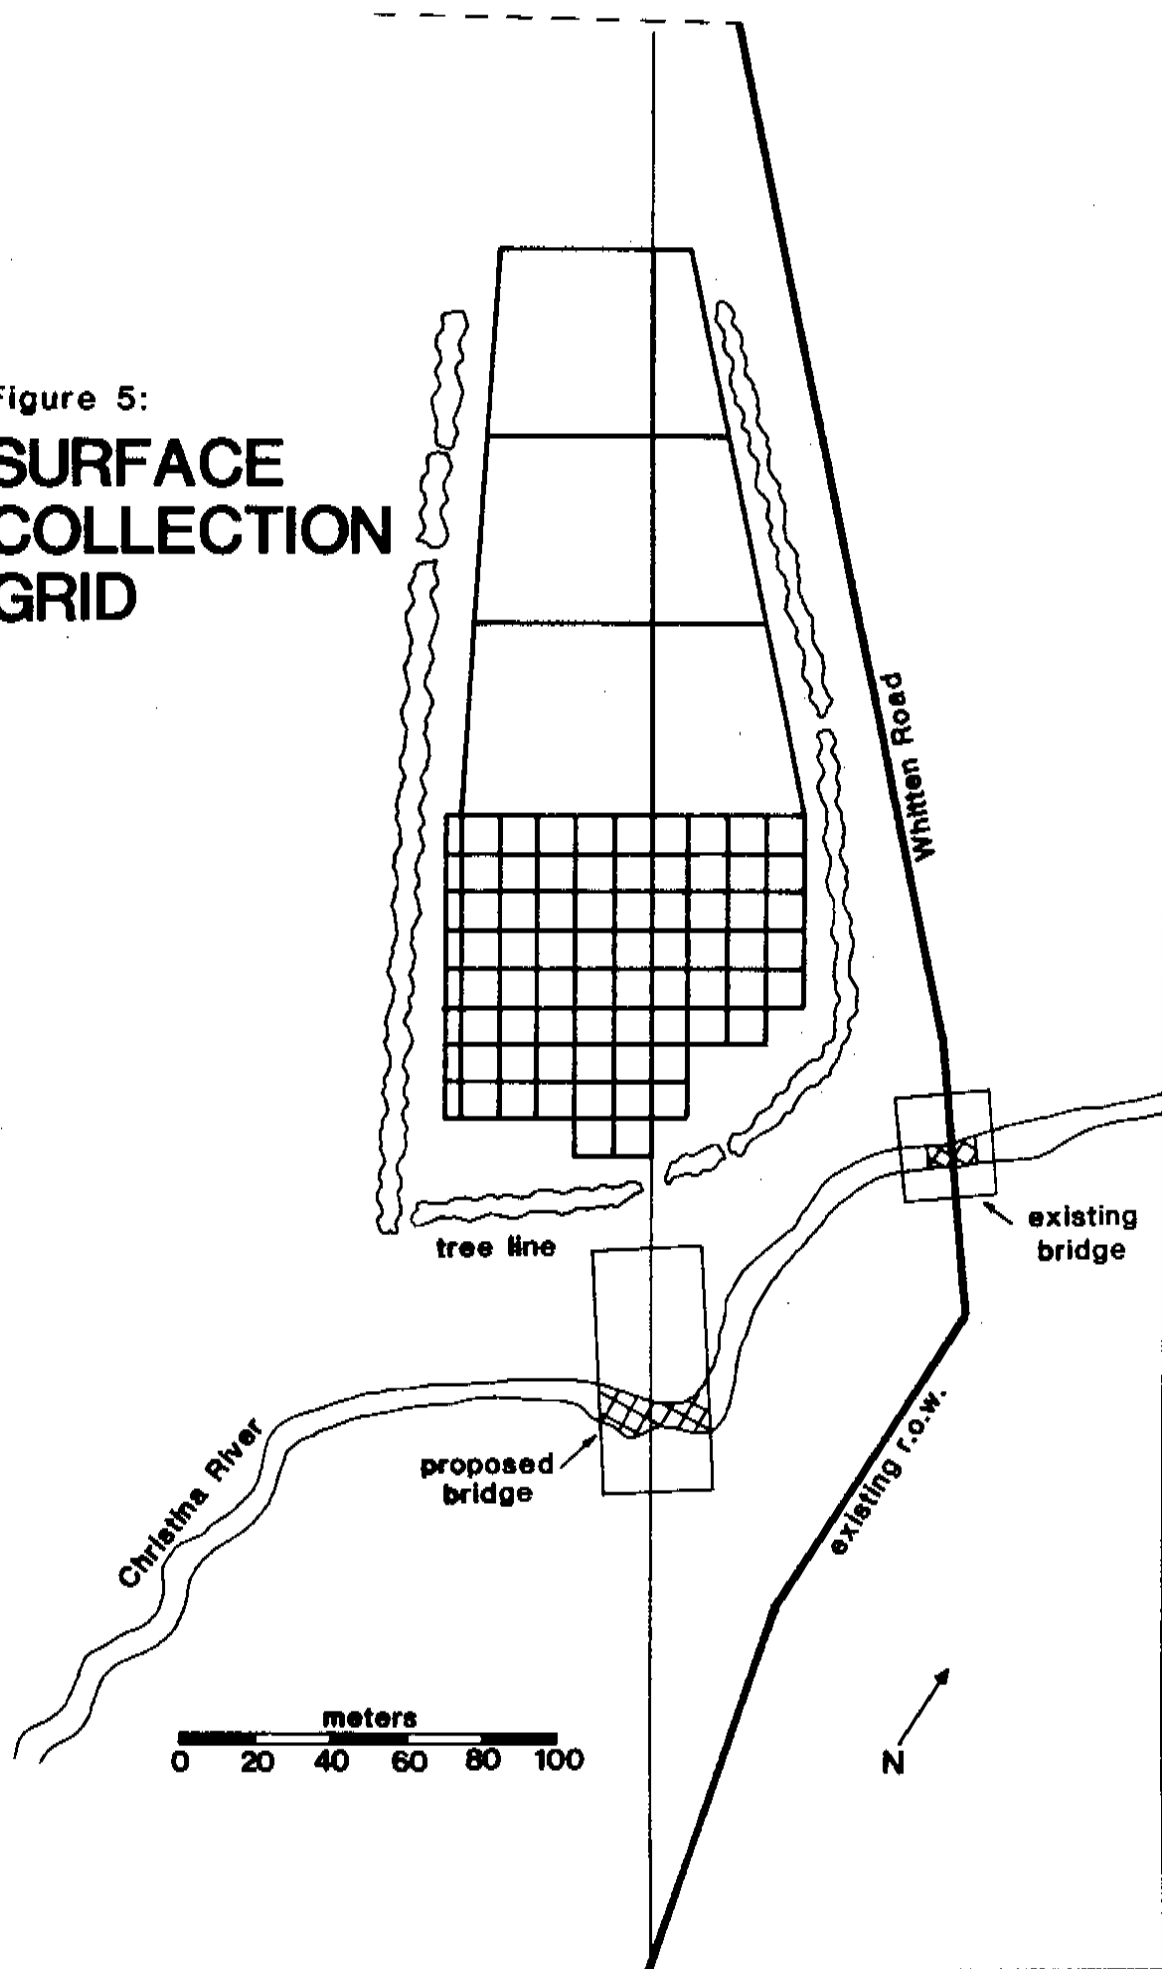 Figure 5:
SURFACE
COLLECTION
GRID
Whitten Road
existing
bridge
tree line
proposed
bridge
existing r.o.w.
Christina River
meters
0 20 40 60 80 100
N